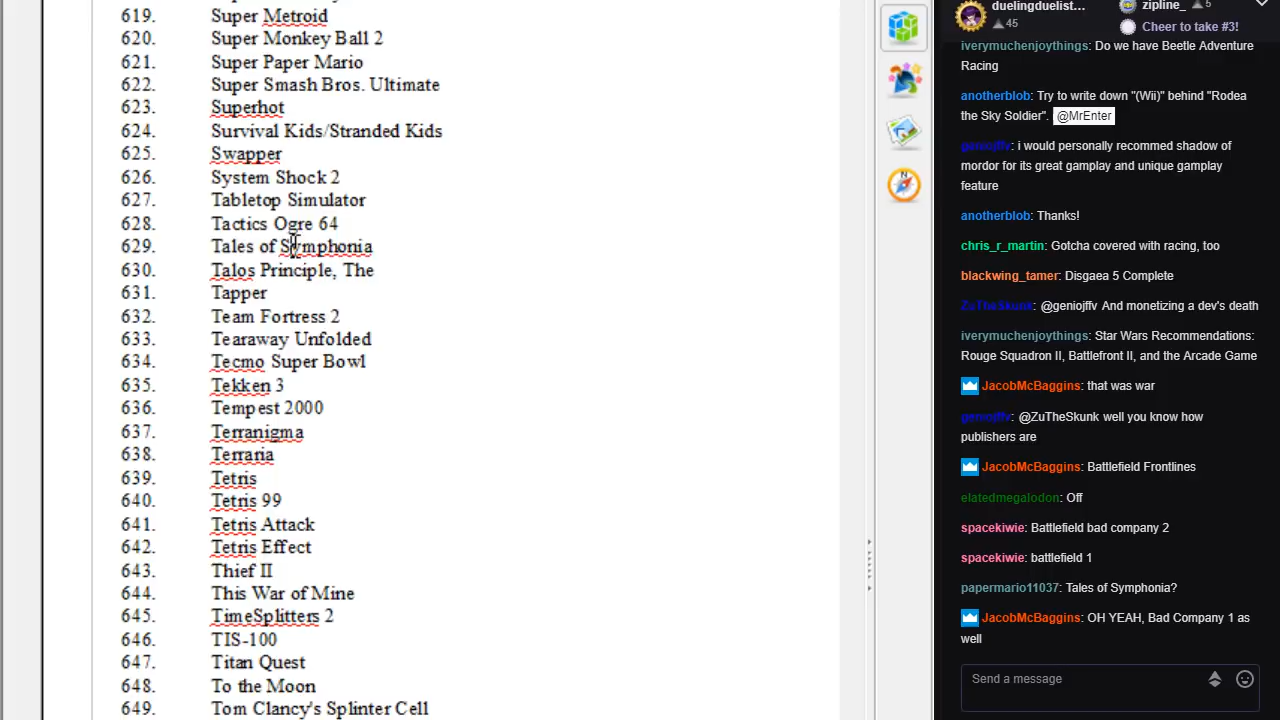 619. Super Metroid
620. Super Monkey Ball 2
621. Super Paper Mario
622. Super Smash Bros. Ultimate
623. Superhot
624. Survival Kids/Stranded Kids
625. Swapper
626. System Shock 2
627. Tabletop Simulator
628. Tactics Ogre 64
629. Tales of Symphonia
630. Talos Principle, The
631. Tapper
632. Team Fortress 2
633. Tearaway Unfolded
634. Tecmo Super Bowl
635. Tekken 3
636. Tempest 2000
637. Terranigma
638. Terraria
639. Tetris
640. Tetris 99
641. Tetris Attack
642. Tetris Effect
643. Thief II
644. This War of Mine
645. TimeSplitters 2
646. TIS-100
647. Titan Quest
648. To the Moon
649. Tom Clancy's Splinter Cell
N
duelingduelist...
45
zipline_ 5
Cheer to take #3!
iverymuchenjoythings: Do we have Beetle Adventure
Racing
anotherblob: Try to write down "(Wii)" behind "Rodea
the Sky Soldier". @MrEnter
geniojffv: i would personally recommed shadow of
mordor for its great gamplay and unique gamplay
feature
anotherblob: Thanks!
chris_r_martin: Gotcha covered with racing, too
blackwing_tamer: Disgaea 5 Complete
ZuTheSkunk: @geniojffv And monetizing a dev's death
iverymuchenjoythings: Star Wars Recommendations:
Rouge Squadron II, Battlefront II, and the Arcade Game
JacobMcBaggins: that was war
geniojffv: @ZuTheSkunk well you know how
publishers are
JacobMcBaggins: Battlefield Frontlines
elatedmegalodon: Off
spacekiwie: Battlefield bad company 2
spacekiwie: battlefield 1
papermario11037: Tales of Symphonia?
JacobMcBaggins: OH YEAH, Bad Company 1 as
well
Send a message